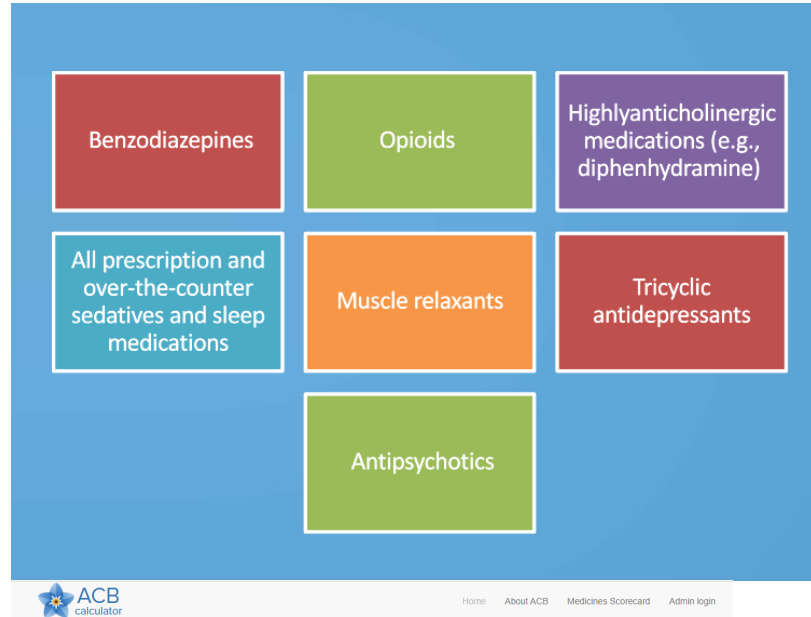 Benzodiazepines
Opioids
Highlyanticholinergic
medications (e.g.,
diphenhydramine)
All prescription and
over-the-counter
sedatives and sleep
medications
Muscle relaxants
Tricyclic
antidepressants
Antipsychotics
ACB
calculator
Home About ACB Medicines Scorecard Admin login